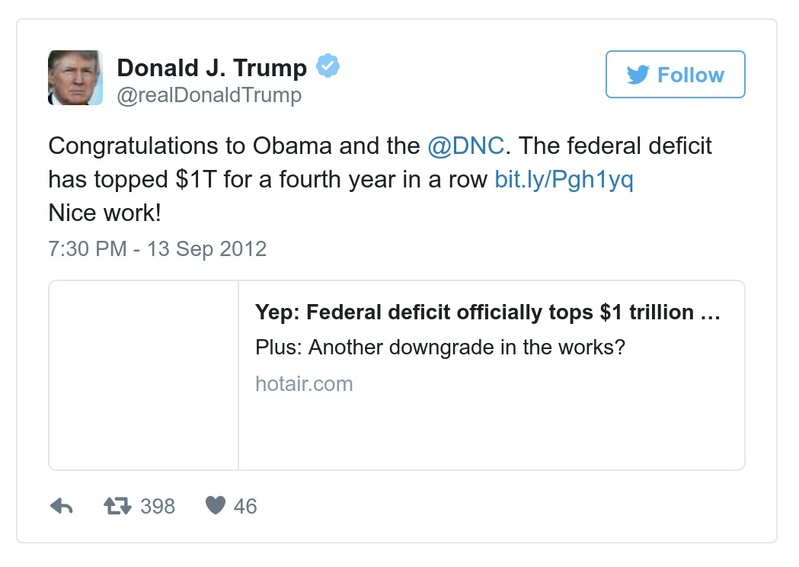 Donald J. Trump
@realDonaldTrump
Follow
Congratulations to Obama and the @DNC. The federal deficit
has topped $1T for a fourth year in a row bit.ly/Pgh1yq
Nice work!
7:30 PM - 13 Sep 2012
Yep: Federal deficit officially tops $1 trillion …
Plus: Another downgrade in the works?
hotair.com
398 46